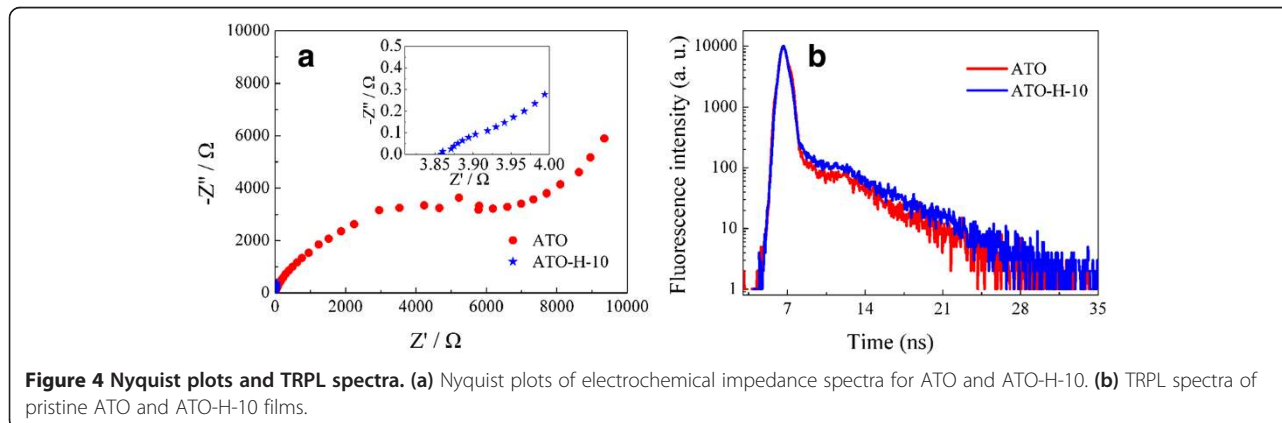 a
10000
8000
6000
4000
2000
0
-Z'' / Ω
0 2000 4000 6000 8000 10000
Z' / Ω
0.5
0.4
0.3
0.2
0.1
0.0
-Z'' / Ω
3.85 3.90 3.95 4.00
Z' / Ω
ATO
ATO-H-10
b
10000
1000
100
10
1
Fluorescence intensity (a. u.)
7 14 21 28 35
Time (ns)
ATO
ATO-H-10
Figure 4 Nyquist plots and TRPL spectra. (a) Nyquist plots of electrochemical impedance spectra for ATO and ATO-H-10. (b) TRPL spectra of
pristine ATO and ATO-H-10 films.